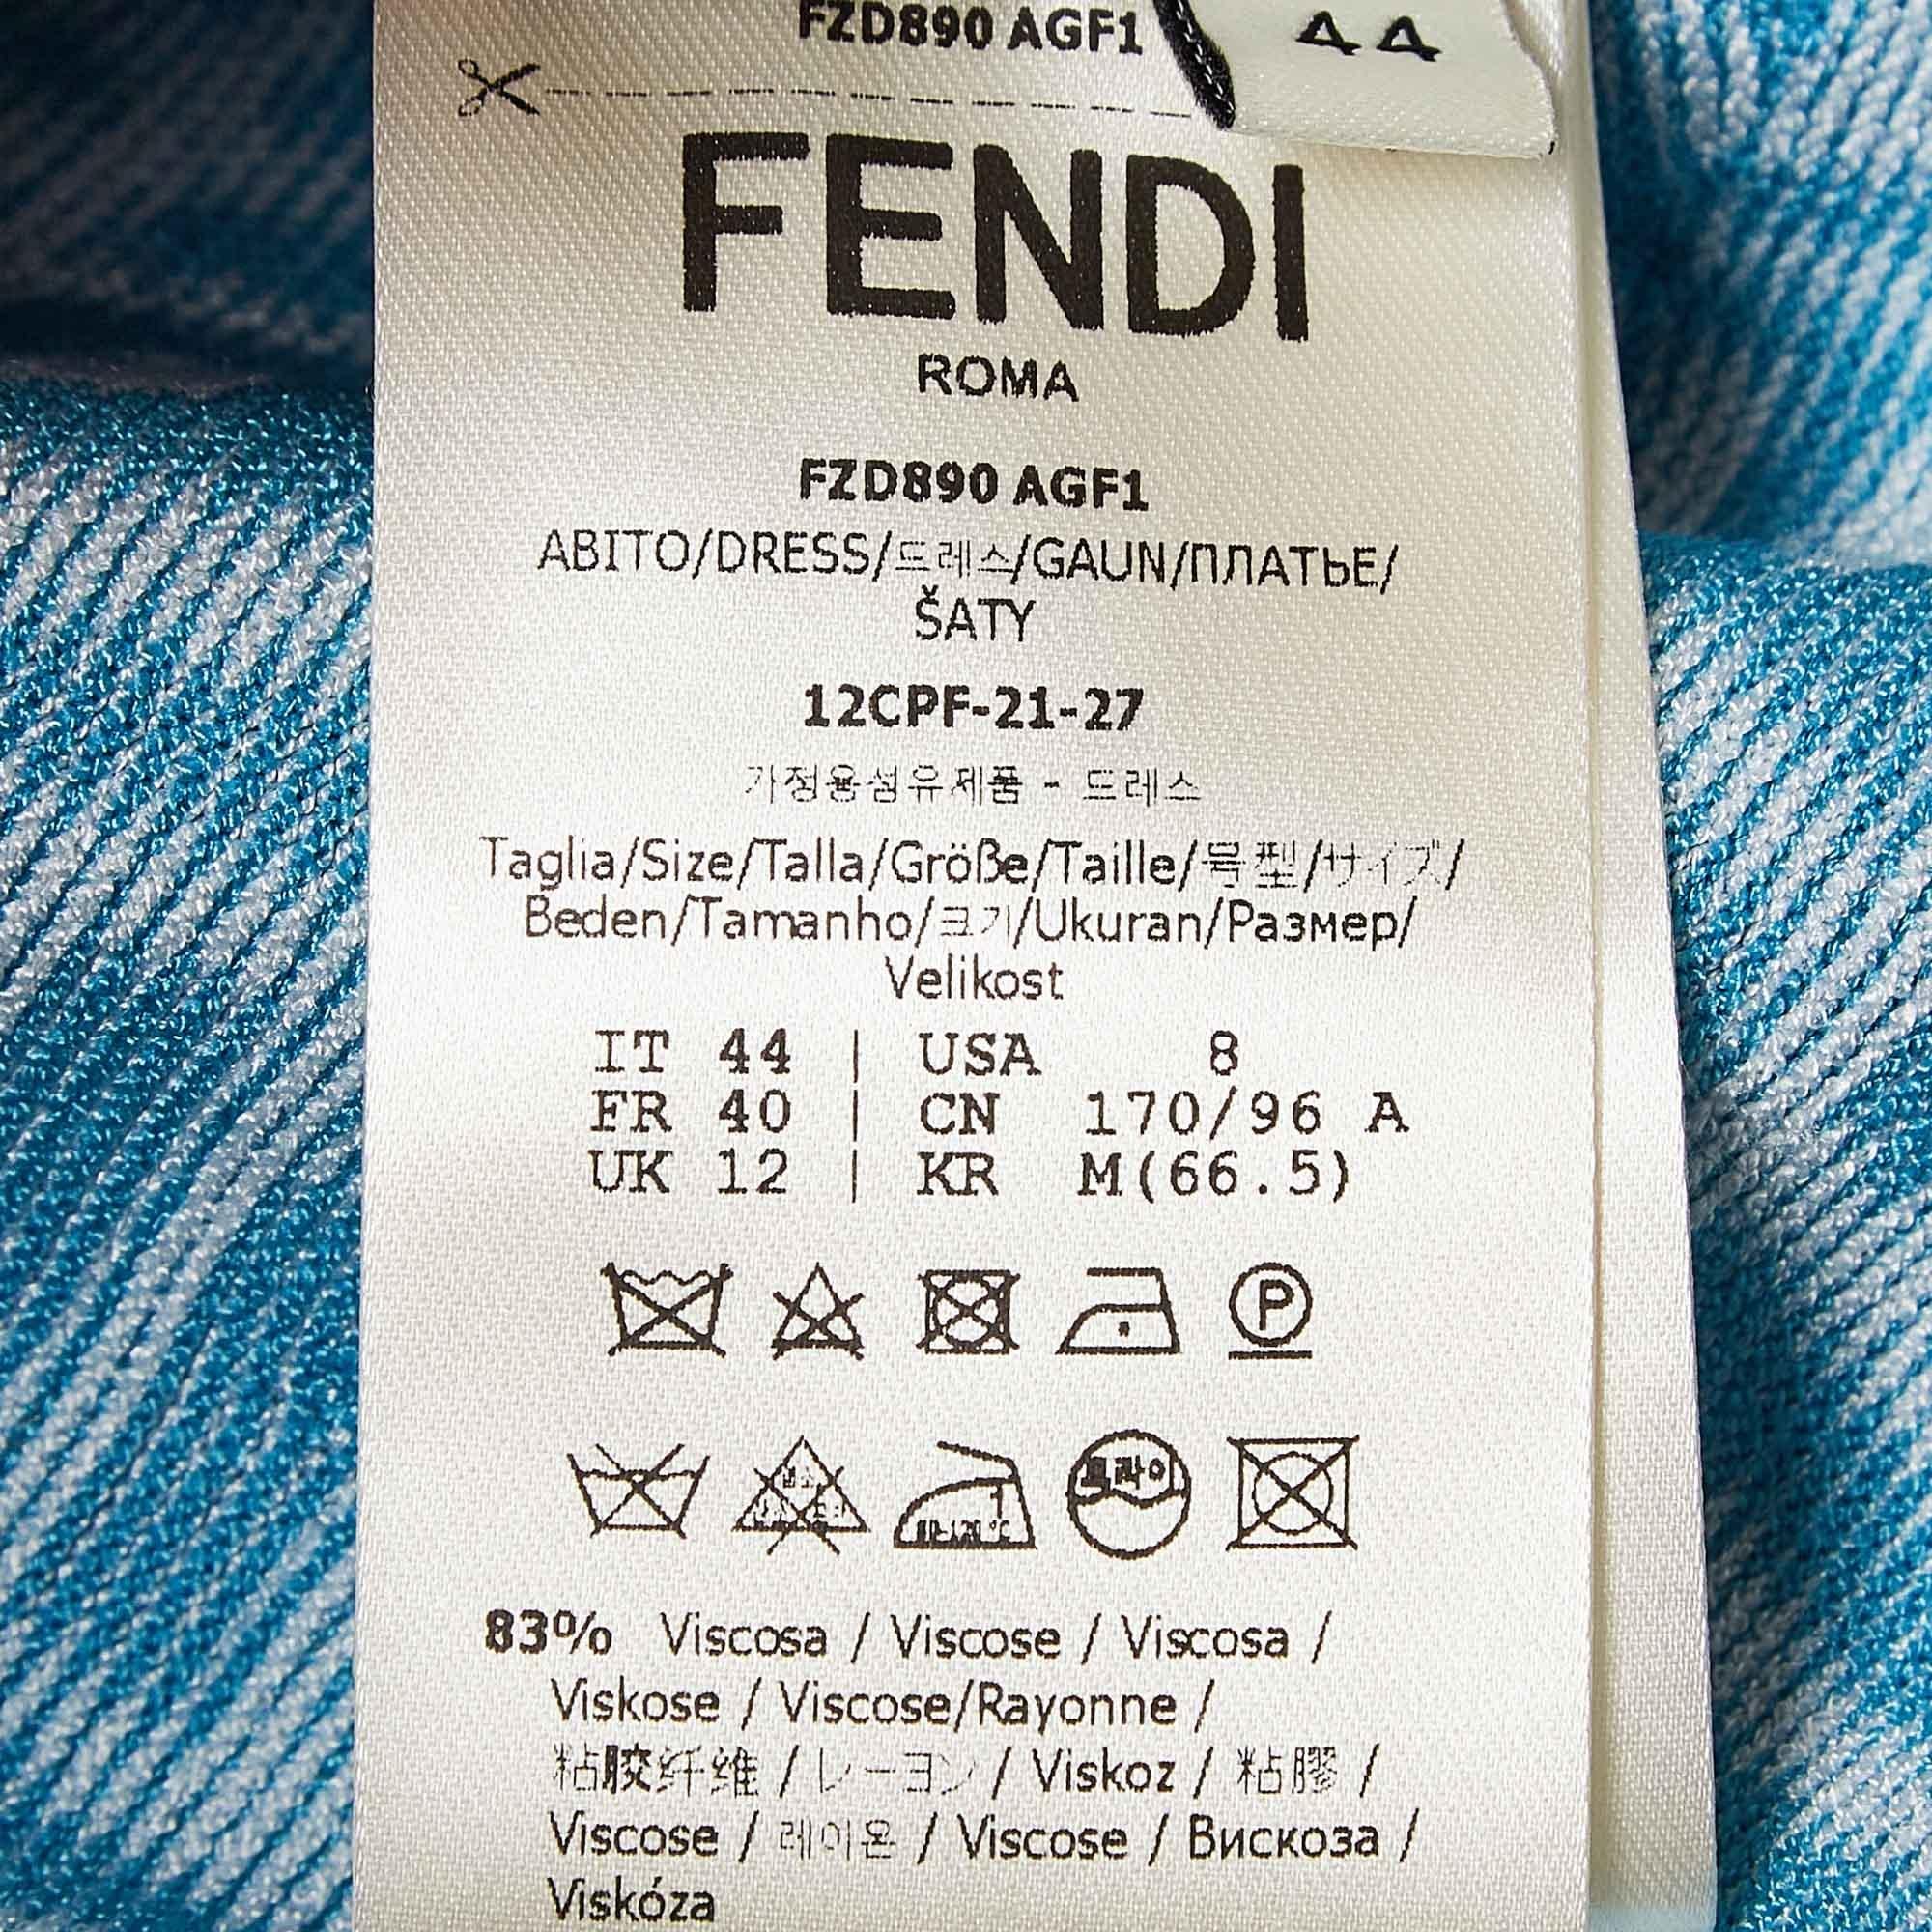 FZD890 AGF1
44
FENDI
ROMA
FZD890 AGF1
ABITO/DRESS/드레스/GAUN/ПЛАТЬЕ/
ŠATY
12CPF-21-27
가정용섬유제품 - 드레스
Taglia/Size/Talla/Größe/Taille/号型/サイズ/
Beden/Tamanho/크기/Ukuran/Размер/
Velikost
IT 44 | USA 8
FR 40 | CN 170/96 A
UK 12 | KR M(66.5)
P
드라이
83% Viscosa / Viscose / Viscosa /
Viskose / Viscose/Rayonne /
粘胶纤维 / レーヨン / Viskoz / 粘膠 /
Viscose / 레이온 / Viscose / Вискоза /
Viskóza